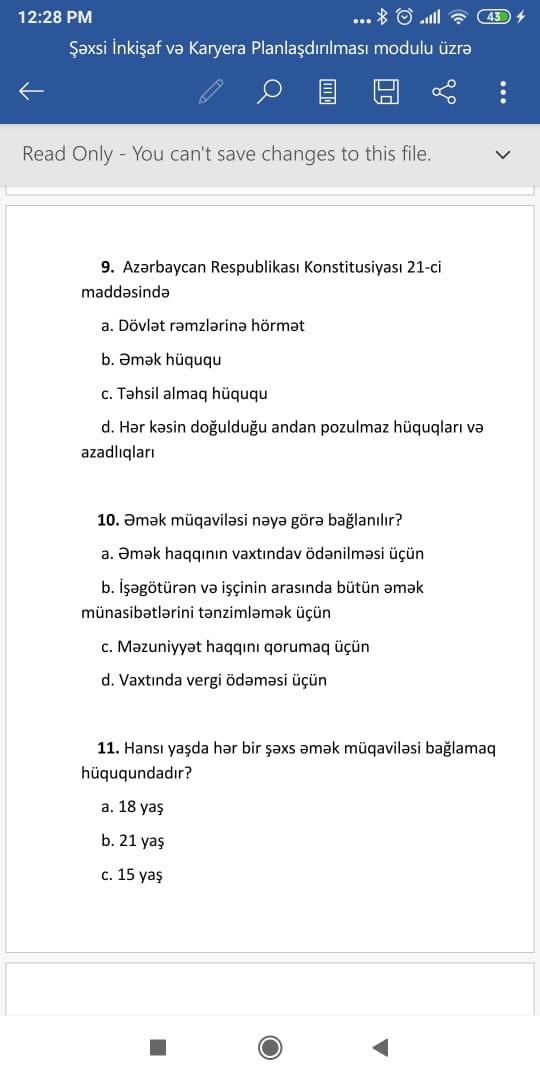 12:28 PM
43
Şəxsi İnkişaf və Karyera Planlaşdırılması modulu üzrə
Read Only - You can't save changes to this file.
9. Azərbaycan Respublikası Konstitusiyası 21-ci
maddəsində
a. Dövlət rəmzlərinə hörmət
b. Əmək hüququ
c. Təhsil almaq hüququ
d. Hər kəsin doğulduğu andan pozulmaz hüquqları və
azadlıqları
10. Əmək müqaviləsi nəyə görə bağlanılır?
a. Əmək haqqının vaxtındav ödənilməsi üçün
b. İşəgötürən və işçinin arasında bütün əmək
münasibətlərini tənzimləmək üçün
c. Məzuniyyət haqqını qorumaq üçün
d. Vaxtında vergi ödəməsi üçün
11. Hansı yaşda hər bir şəxs əmək müqaviləsi bağlamaq
hüququndadır?
a. 18 yaş
b. 21 yaş
c. 15 yaş